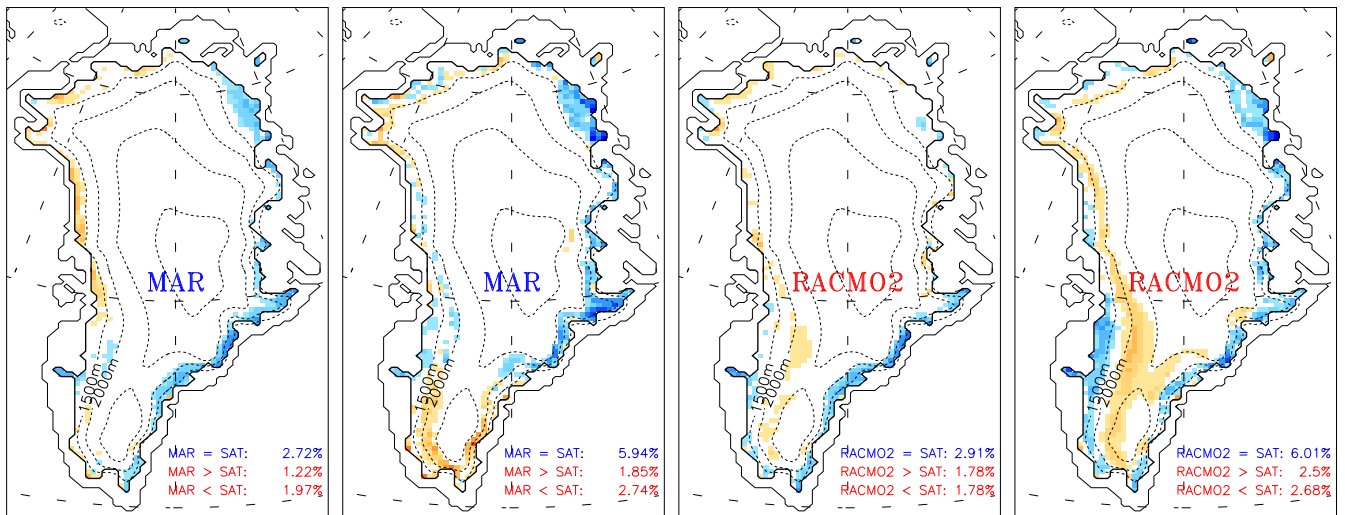 MAR
1500m
2000m
MAR = SAT: 2.72%
MAR > SAT: 1.22%
MAR < SAT: 1.97%
MAR
1500m
2000m
MAR = SAT: 5.94%
MAR > SAT: 1.85%
MAR < SAT: 2.74%
RACMO2
1500m
2000m
RACMO2 = SAT: 2.91%
RACMO2 > SAT: 1.78%
RACMO2 < SAT: 1.78%
RACMO2
1500m
2000m
RACMO2 = SAT: 6.01%
RACMO2 > SAT: 2.5%
RACMO2 < SAT: 2.68%